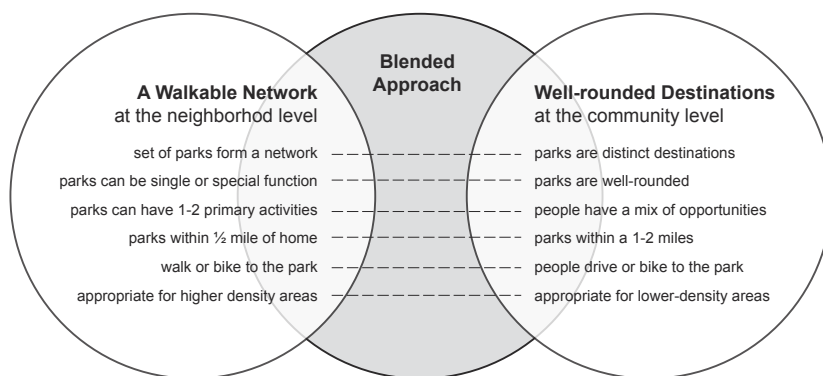 Blended
Approach
A Walkable Network
at the neighborhod level
Well-rounded Destinations
at the community level
set of parks form a network
parks are distinct destinations
parks can be single or special function
parks are well-rounded
parks can have 1-2 primary activities
people have a mix of opportunities
parks within ½ mile of home
parks within a 1-2 miles
walk or bike to the park
people drive or bike to the park
appropriate for higher density areas
appropriate for lower-density areas